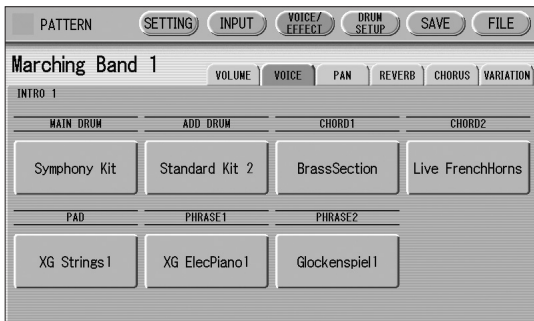 PATTERN SETTING INPUT VOICE/ EFFECT DRUM SETUP SAVE FILE
Marching Band 1
VOLUME VOICE PAN REVERB CHORUS VARIATION
INTRO 1
MAIN DRUM ADD DRUM CHORD1 CHORD2
Symphony Kit Standard Kit 2 BrassSection Live FrenchHorns
PAD PHRASE1 PHRASE2
XG Strings1 XG ElecPiano1 Glockenspiel1